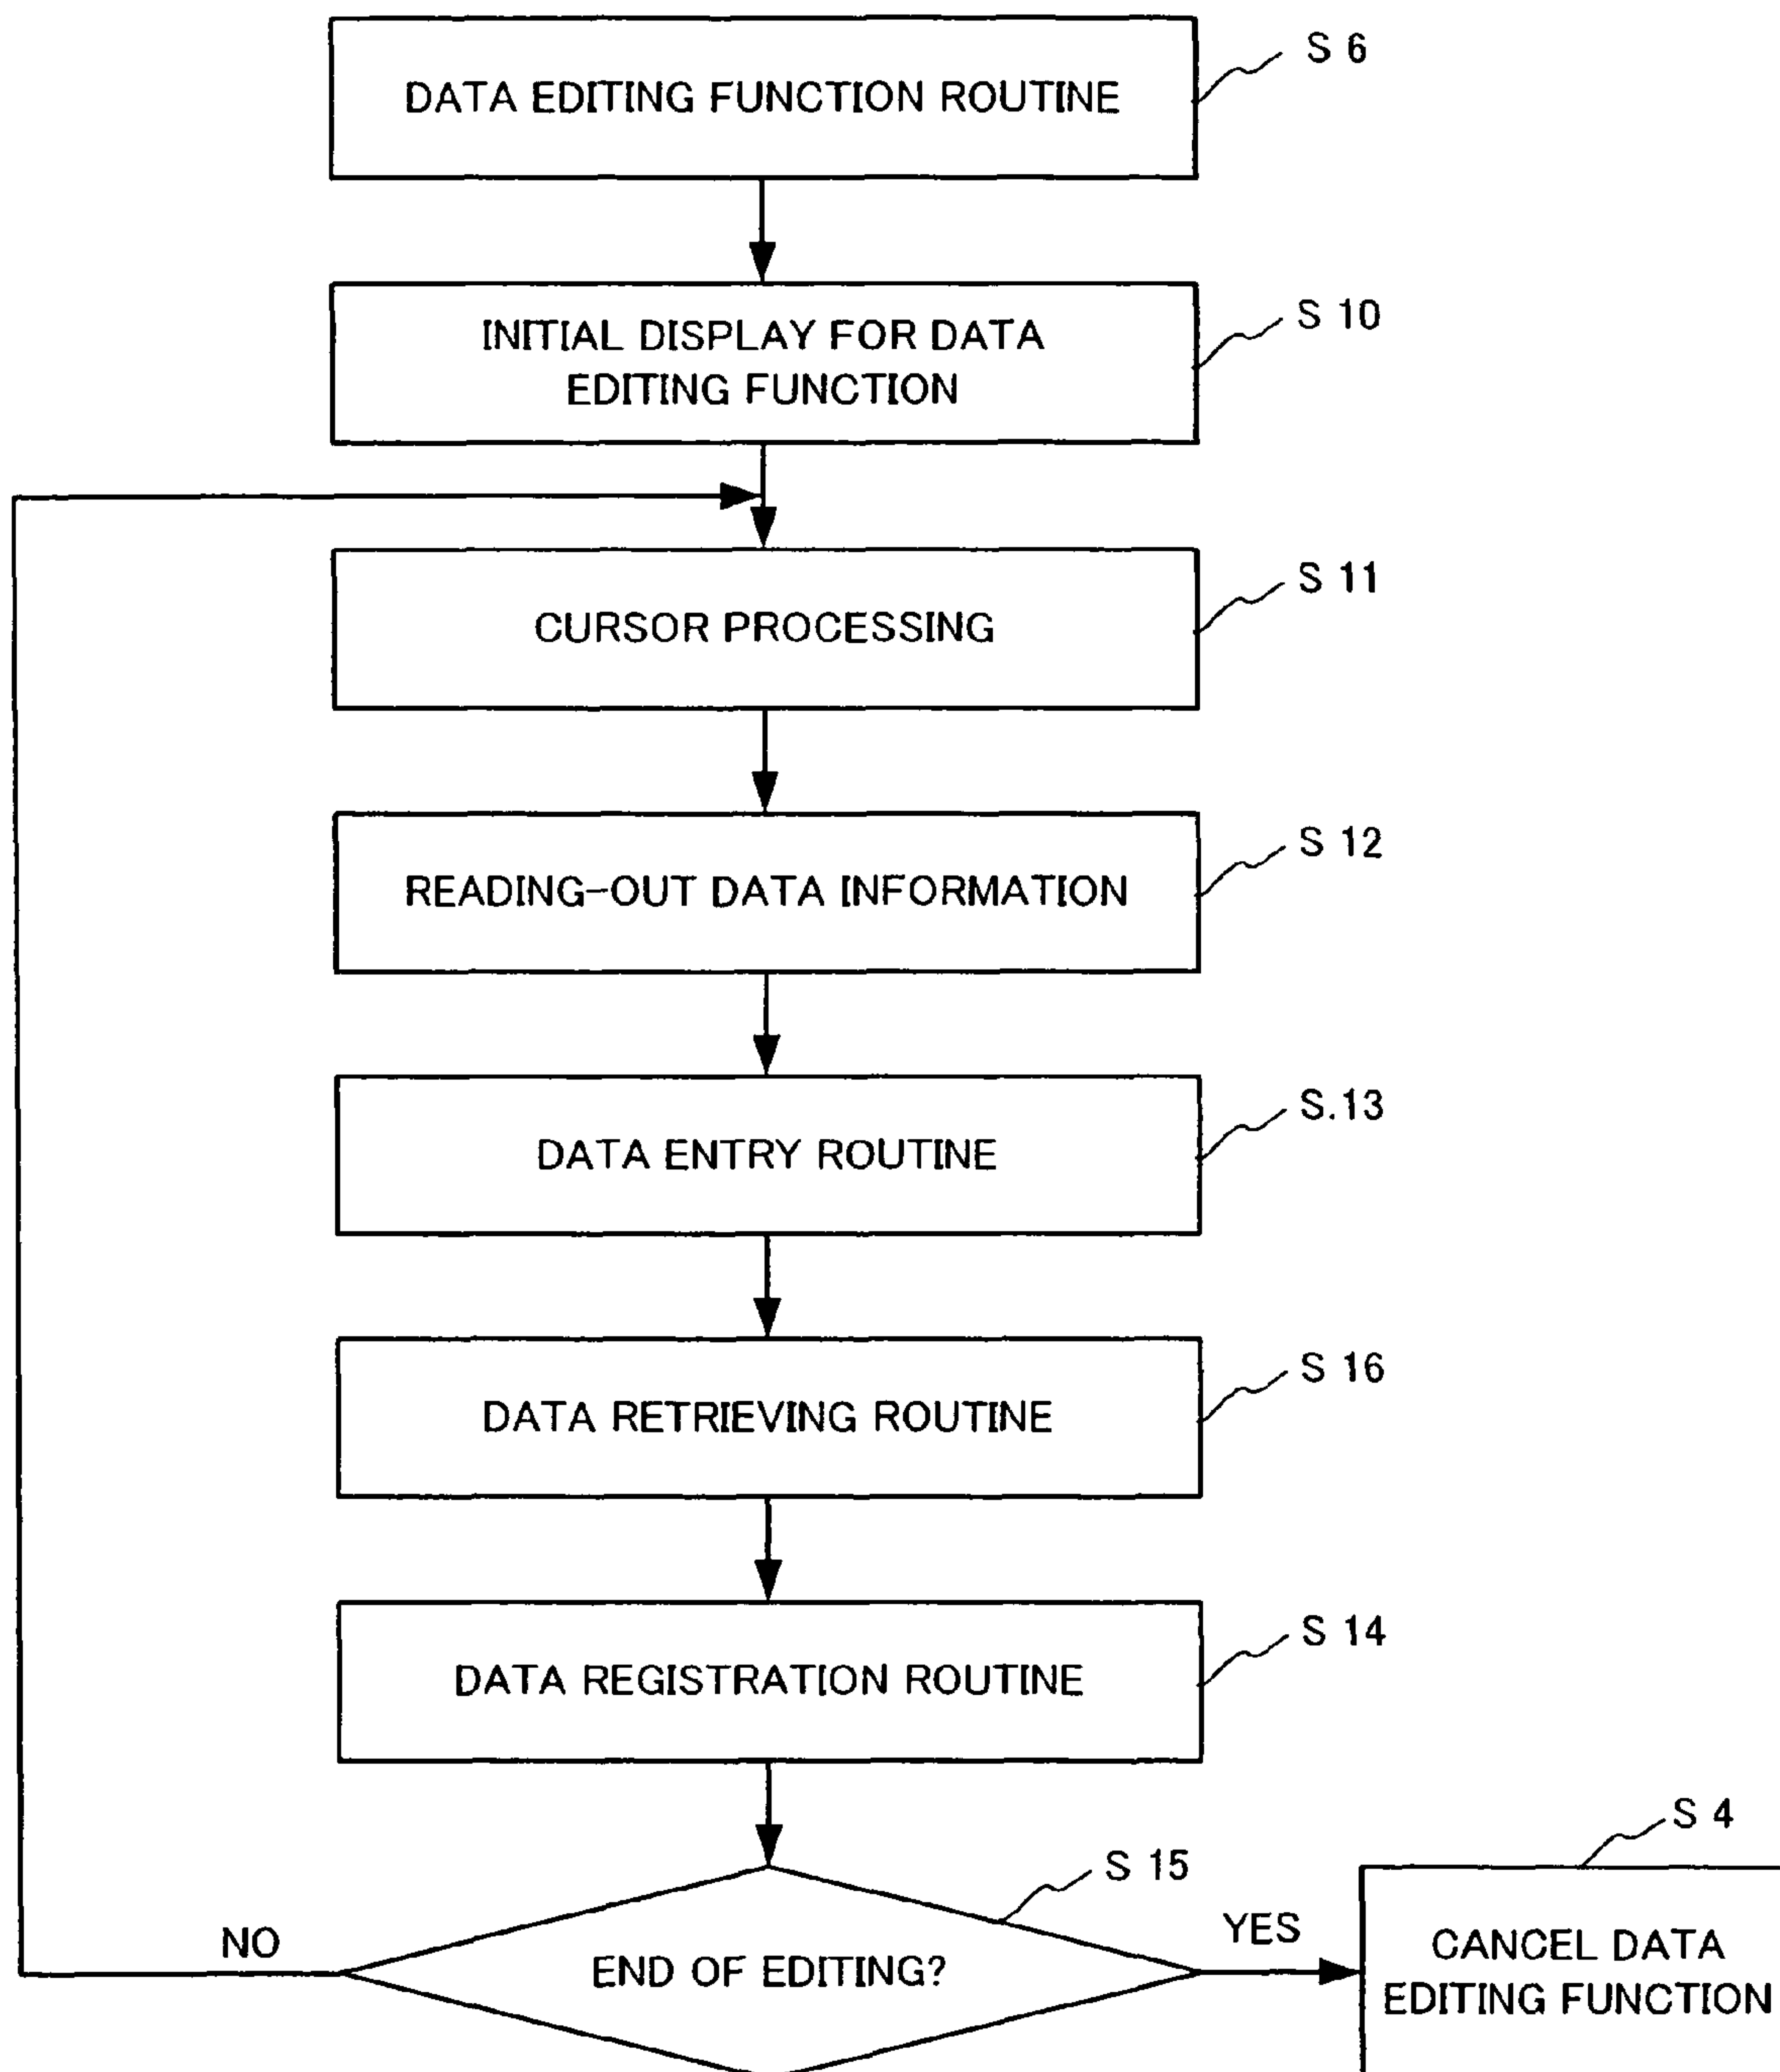 DATA EDITING FUNCTION ROUTINE
S 6
INITIAL DISPLAY FOR DATA
EDITING FUNCTION
S 10
CURSOR PROCESSING
S 11
READING-OUT DATA INFORMATION
S 12
DATA ENTRY ROUTINE
S.13
DATA RETRIEVING ROUTINE
S 16
DATA REGISTRATION ROUTINE
S 14
END OF EDITING?
S 15
NO
YES
CANCEL DATA
EDITING FUNCTION
S 4